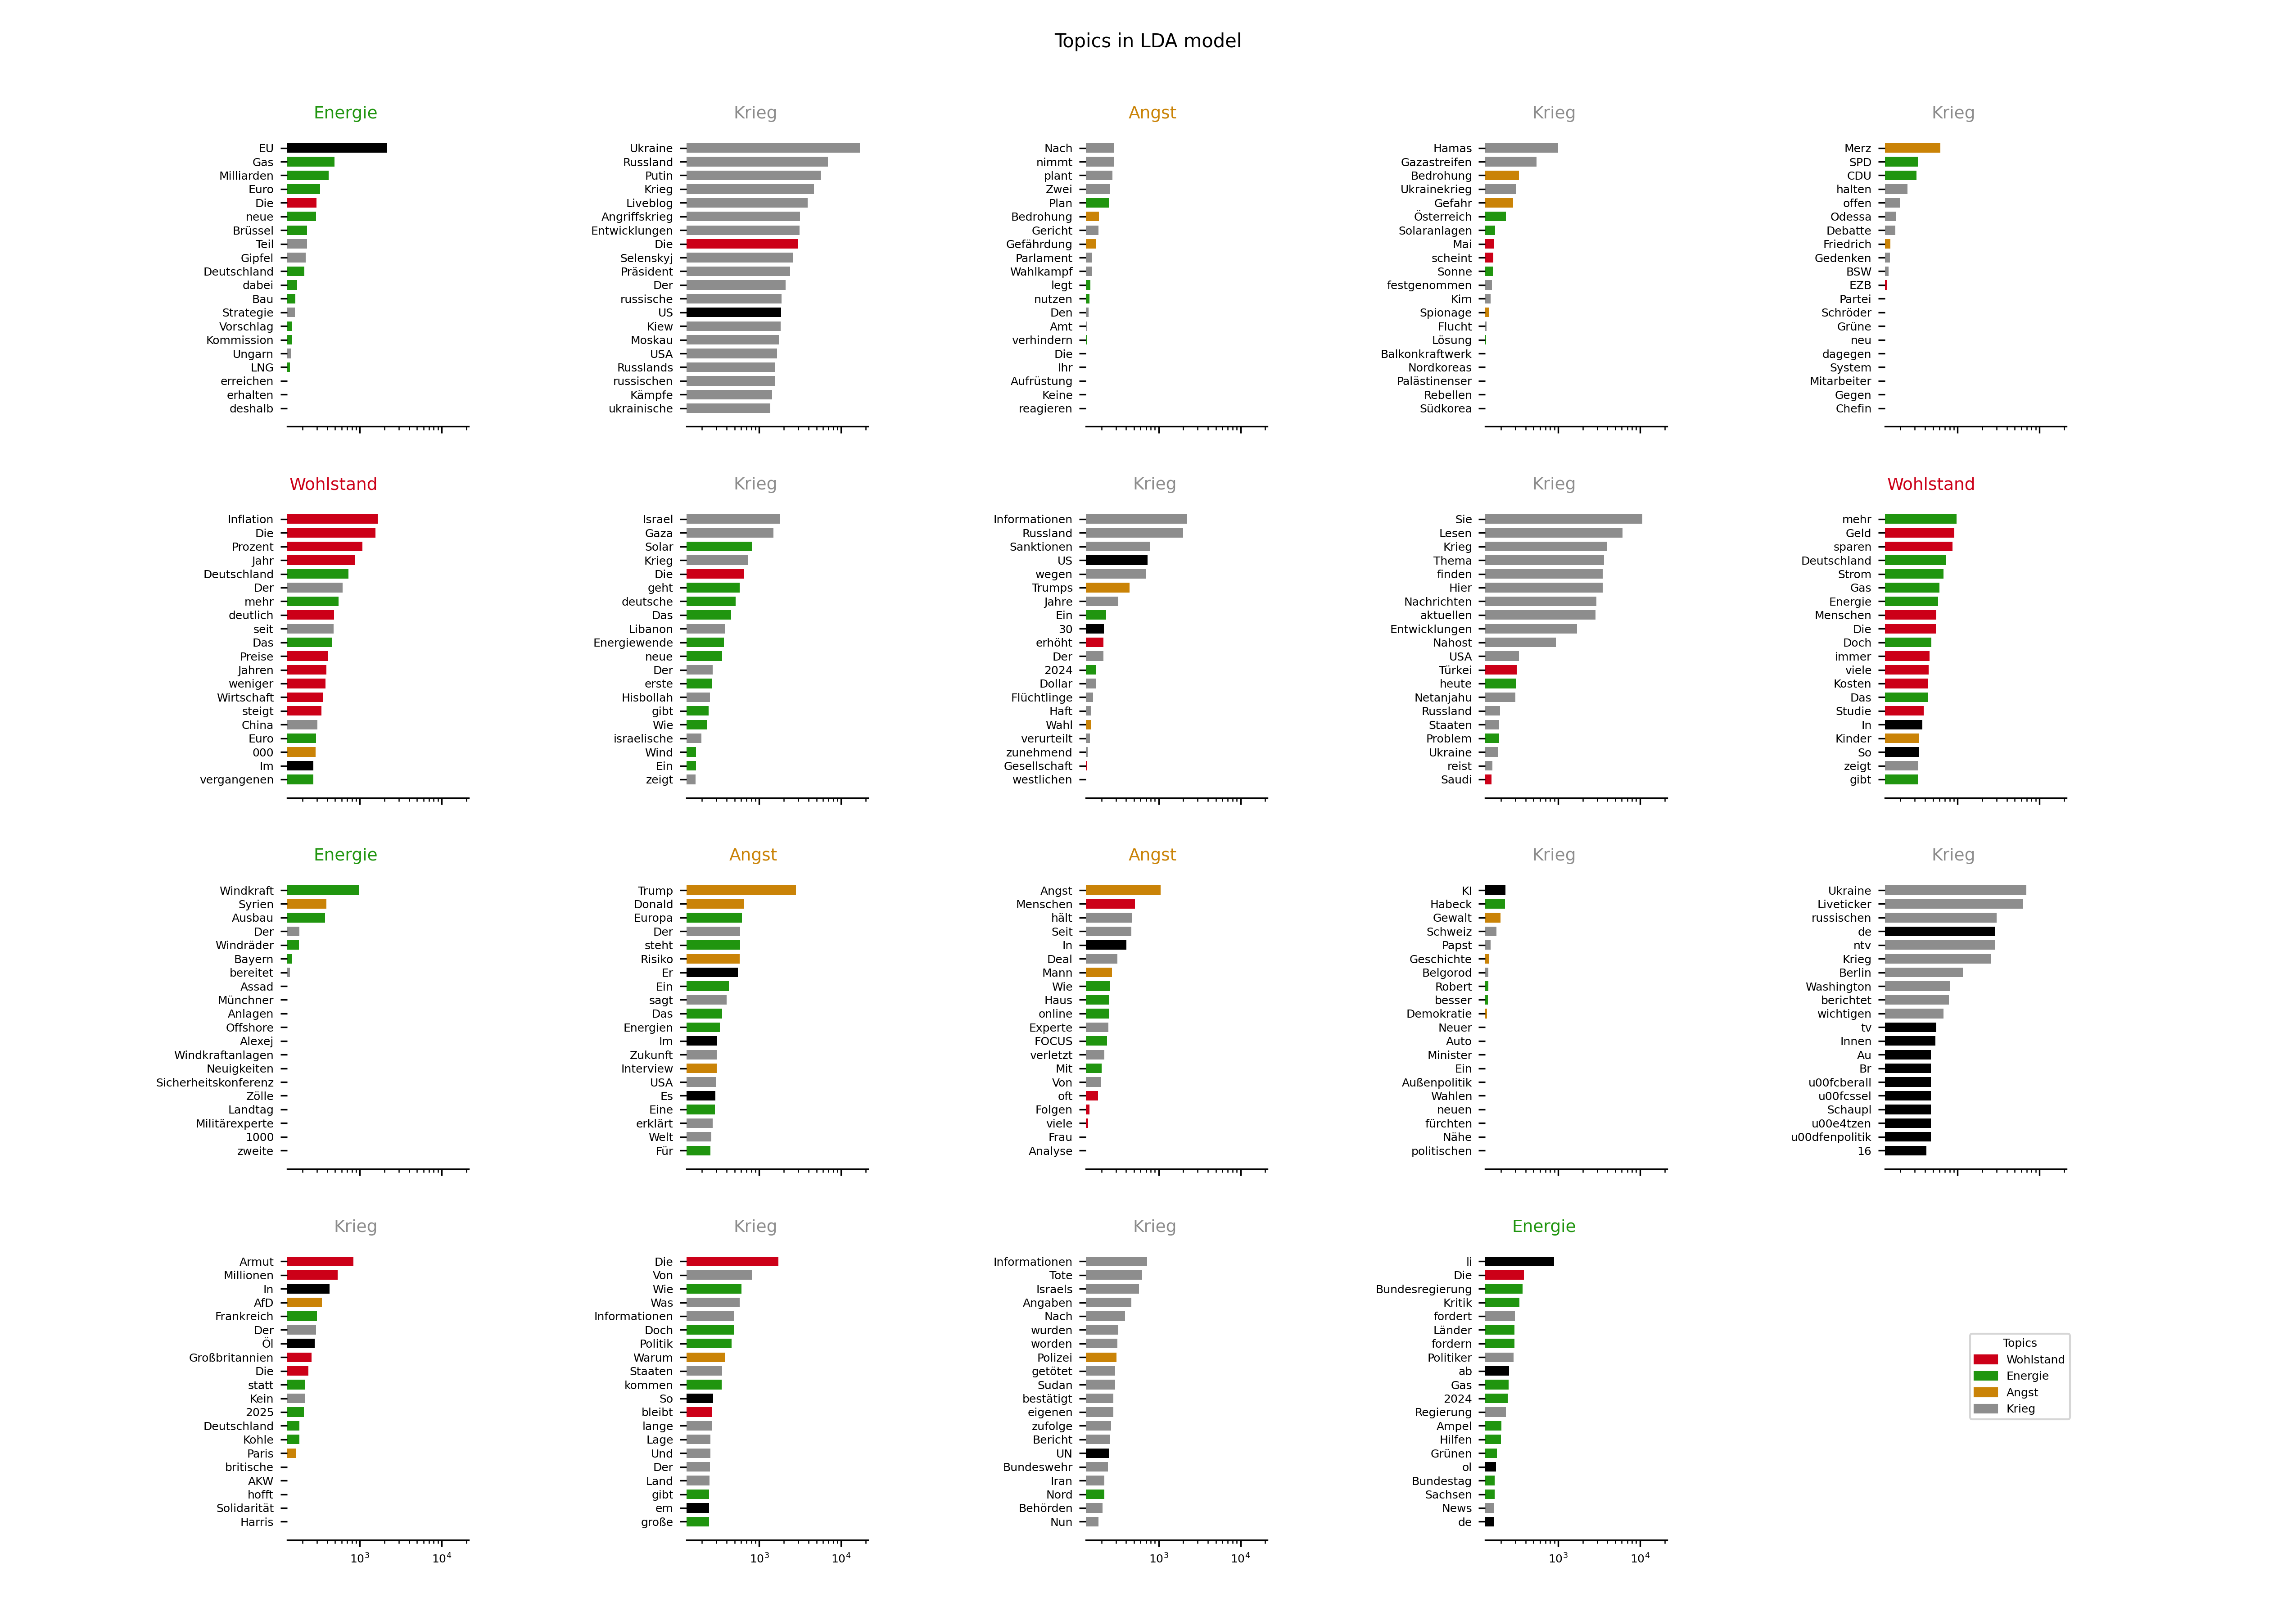 Topics in LDA model
Energie
EU
Gas
Milliarden
Euro
Die
neue
Brüssel
Teil
Gipfel
Deutschland
dabei
Bau
Strategie
Vorschlag
Kommission
Ungarn
LNG
erreichen
erhalten
deshalb
Krieg
Ukraine
Russland
Putin
Krieg
Liveblog
Angriffskrieg
Entwicklungen
Die
Selenskyj
Präsident
Der
russische
US
Kiew
Moskau
USA
Russlands
russischen
Kämpfe
ukrainische
Angst
Nach
nimmt
plant
Zwei
Plan
Bedrohung
Gericht
Gefährdung
Parlament
Wahlkampf
legt
nutzen
Den
Amt
verhindern
Die
Ihr
Aufrüstung
Keine
reagieren
Krieg
Hamas
Gazastreifen
Bedrohung
Ukrainekrieg
Gefahr
Österreich
Solaranlagen
Mai
scheint
Sonne
festgenommen
Kim
Spionage
Flucht
Lösung
Balkonkraftwerk
Nordkoreas
Palästinenser
Rebellen
Südkorea
Krieg
Merz
SPD
CDU
halten
offen
Odessa
Debatte
Friedrich
Gedenken
BSW
EZB
Partei
Schröder
Grüne
neu
dagegen
System
Mitarbeiter
Gegen
Chefin
Wohlstand
Inflation
Die
Prozent
Jahr
Deutschland
Der
mehr
deutlich
seit
Das
Preise
Jahren
weniger
Wirtschaft
steigt
China
Euro
000
Im
vergangenen
Krieg
Israel
Gaza
Solar
Krieg
Die
geht
deutsche
Das
Libanon
Energiewende
neue
Der
erste
Hisbollah
gibt
Wie
israelische
Wind
Ein
zeigt
Krieg
Informationen
Russland
Sanktionen
US
wegen
Trumps
Jahre
Ein
30
erhöht
Der
2024
Dollar
Flüchtlinge
Haft
Wahl
verurteilt
zunehmend
Gesellschaft
westlichen
Krieg
Sie
Lesen
Krieg
Thema
finden
Hier
Nachrichten
aktuellen
Entwicklungen
Nahost
USA
Türkei
heute
Netanjahu
Russland
Staaten
Problem
Ukraine
reist
Saudi
Wohlstand
mehr
Geld
sparen
Deutschland
Strom
Gas
Energie
Menschen
Die
Doch
immer
viele
Kosten
Das
Studie
In
Kinder
So
zeigt
gibt
Energie
Windkraft
Syrien
Ausbau
Der
Windräder
Bayern
bereitet
Assad
Münchner
Anlagen
Offshore
Alexej
Windkraftanlagen
Neuigkeiten
Sicherheitskonferenz
Zölle
Landtag
Militärexperte
1000
zweite
Angst
Trump
Donald
Europa
Der
steht
Risiko
Er
Ein
sagt
Das
Energien
Im
Zukunft
Interview
USA
Es
Eine
erklärt
Welt
Für
Angst
Angst
Menschen
hält
Seit
In
Deal
Mann
Wie
Haus
online
Experte
FOCUS
verletzt
Mit
Von
oft
Folgen
viele
Frau
Analyse
Krieg
KI
Habeck
Gewalt
Schweiz
Papst
Geschichte
Belgorod
Robert
besser
Demokratie
Neuer
Auto
Minister
Ein
Außenpolitik
Wahlen
neuen
fürchten
Nähe
politischen
Krieg
Ukraine
Liveticker
russischen
de
ntv
Krieg
Berlin
Washington
berichtet
wichtigen
tv
Innen
Au
Br
u00fcberall
u00fcssel
Schaupl
u00e4tzen
u00dfenpolitik
16
Krieg
Armut
Millionen
In
AfD
Frankreich
Der
Öl
Großbritannien
Die
statt
Kein
2025
Deutschland
Kohle
Paris
britische
AKW
hofft
Solidarität
Harris
10³ 10⁴
Krieg
Die
Von
Wie
Was
Informationen
Doch
Politik
Warum
Staaten
kommen
So
bleibt
lange
Lage
Und
Der
Land
gibt
em
große
10³ 10⁴
Krieg
Informationen
Tote
Israels
Angaben
Nach
wurden
worden
Polizei
getötet
Sudan
bestätigt
eigenen
zufolge
Bericht
UN
Bundeswehr
Iran
Nord
Behörden
Nun
10³ 10⁴
Energie
li
Die
Bundesregierung
Kritik
fordert
Länder
fordern
Politiker
ab
Gas
2024
Regierung
Ampel
Hilfen
Grünen
ol
Bundestag
Sachsen
News
de
10³ 10⁴
Topics
Wohlstand
Energie
Angst
Krieg